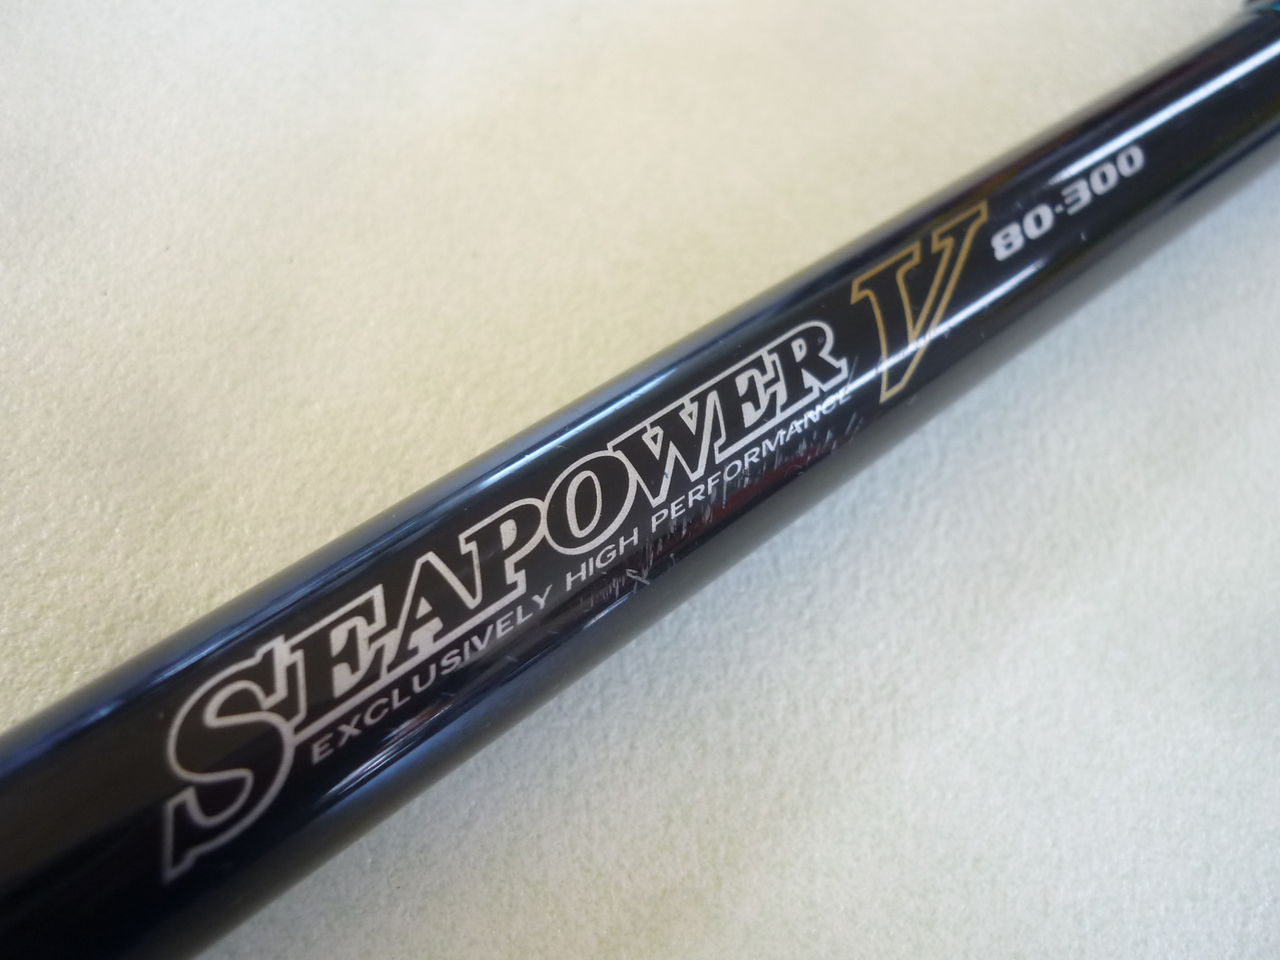 SEAPOWER V 80-300
EXCLUSIVELY HIGH PERFORMANCE